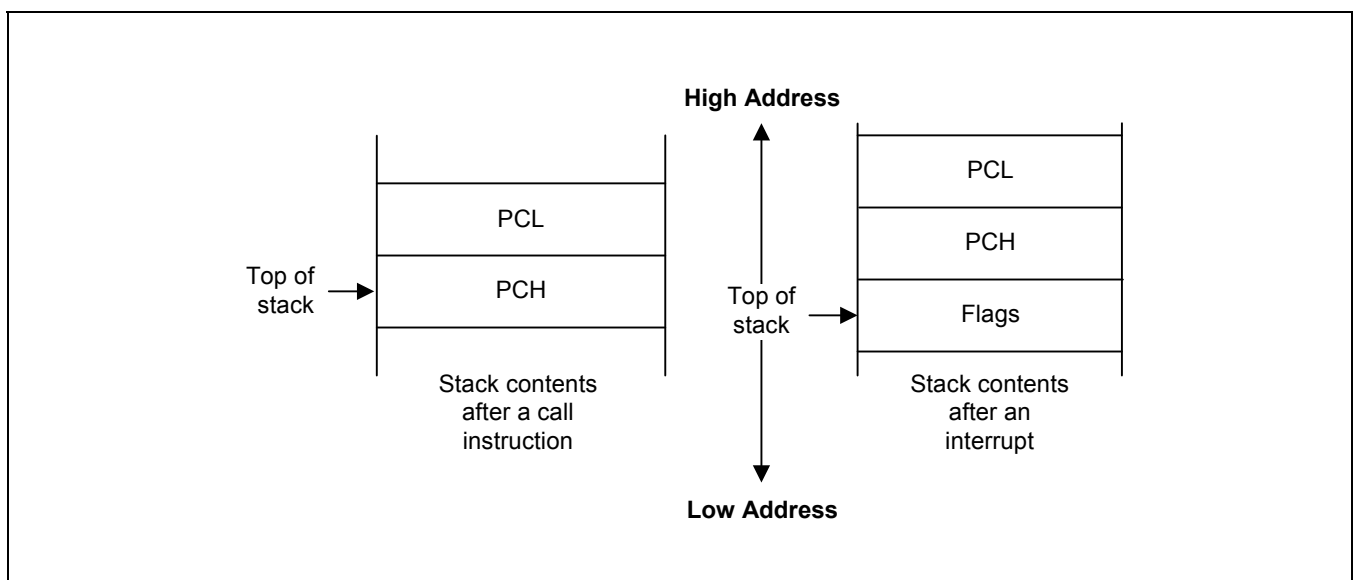 High Address
PCL
PCH
Top of
stack
Stack contents
after a call
instruction
Top of
stack
Low Address
PCL
PCH
Flags
Stack contents
after an
interrupt